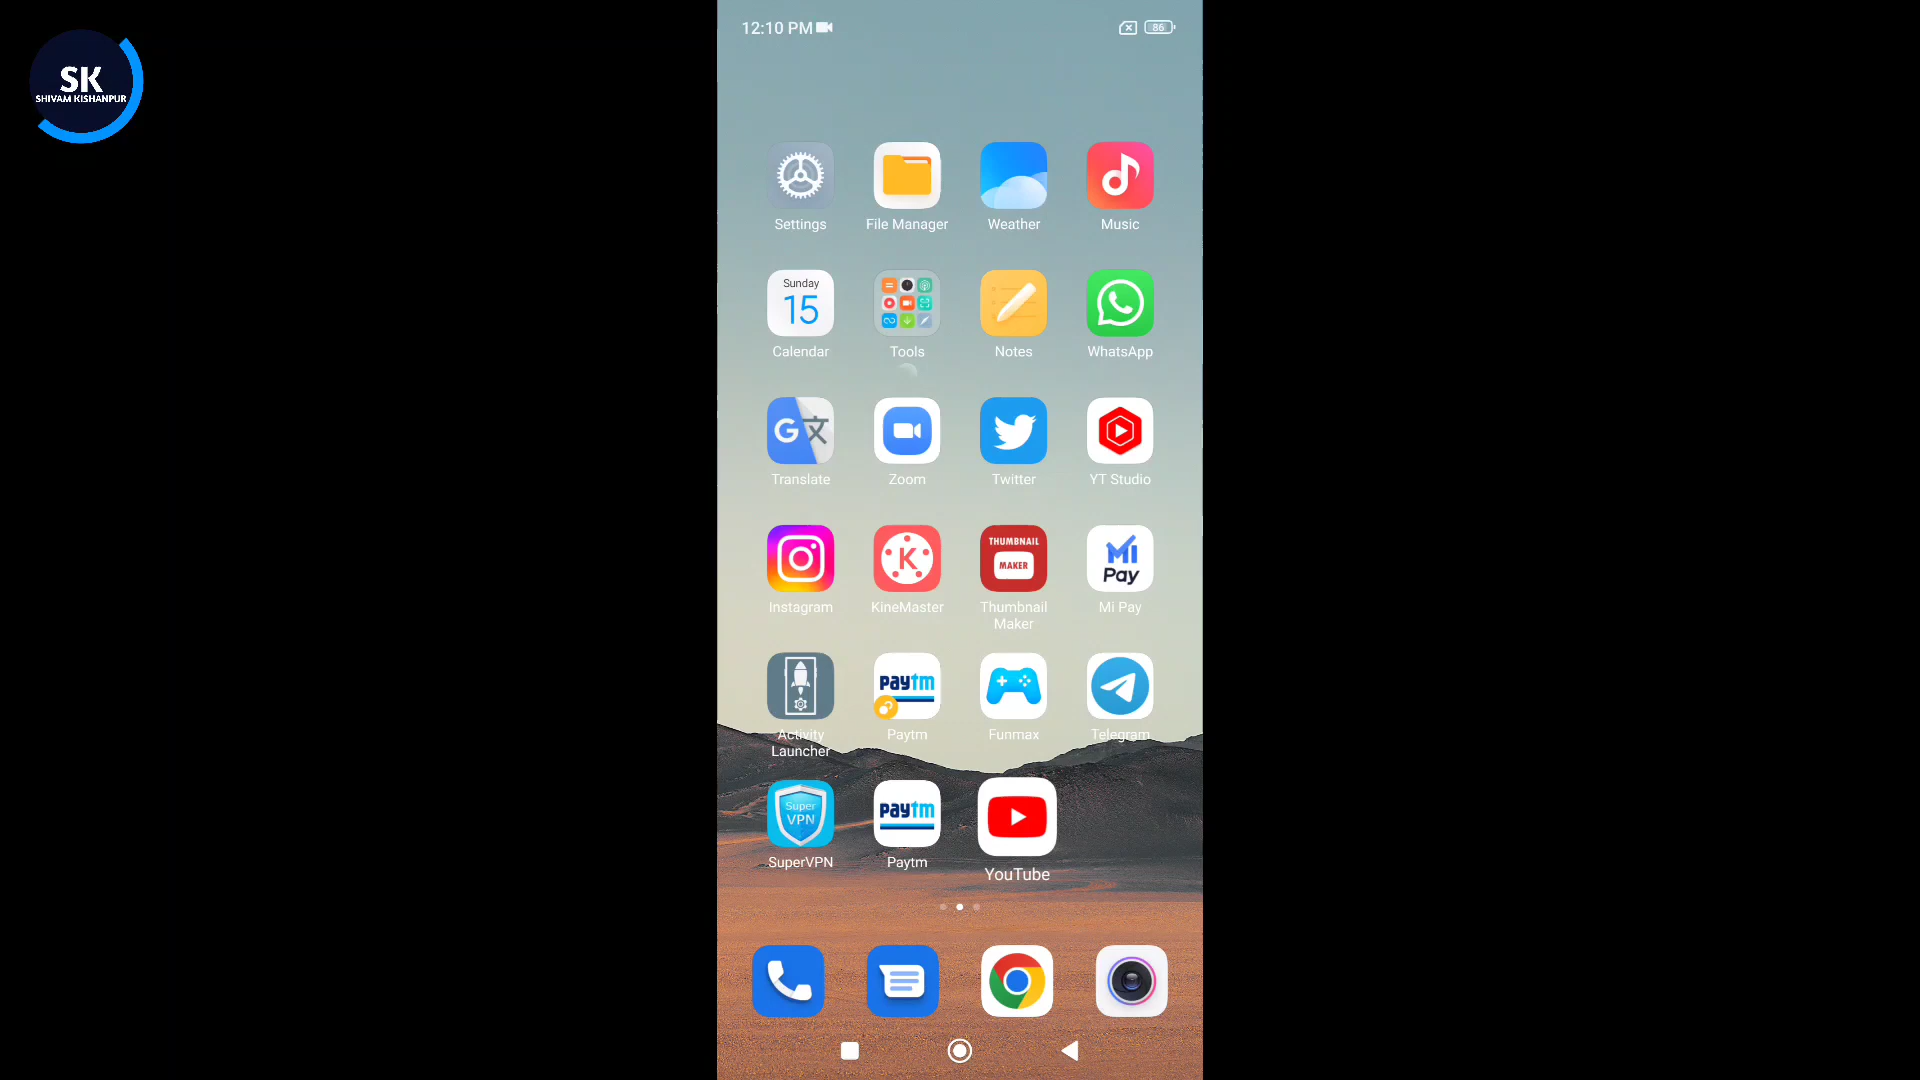 12:10 PM
86
SK
SHIVAM KISHANPUR
Settings
File Manager
Weather
Music
Sunday
15
Calendar
Tools
Notes
WhatsApp
G文
Translate
Zoom
Twitter
YT Studio
Instagram
K
KineMaster
THUMBNAIL
MAKER
Thumbnail
Maker
MI
Pay
Mi Pay
Activity
Launcher
paytm
Paytm
Funmax
Telegram
Super
VPN
SuperVPN
paytm
Paytm
YouTube